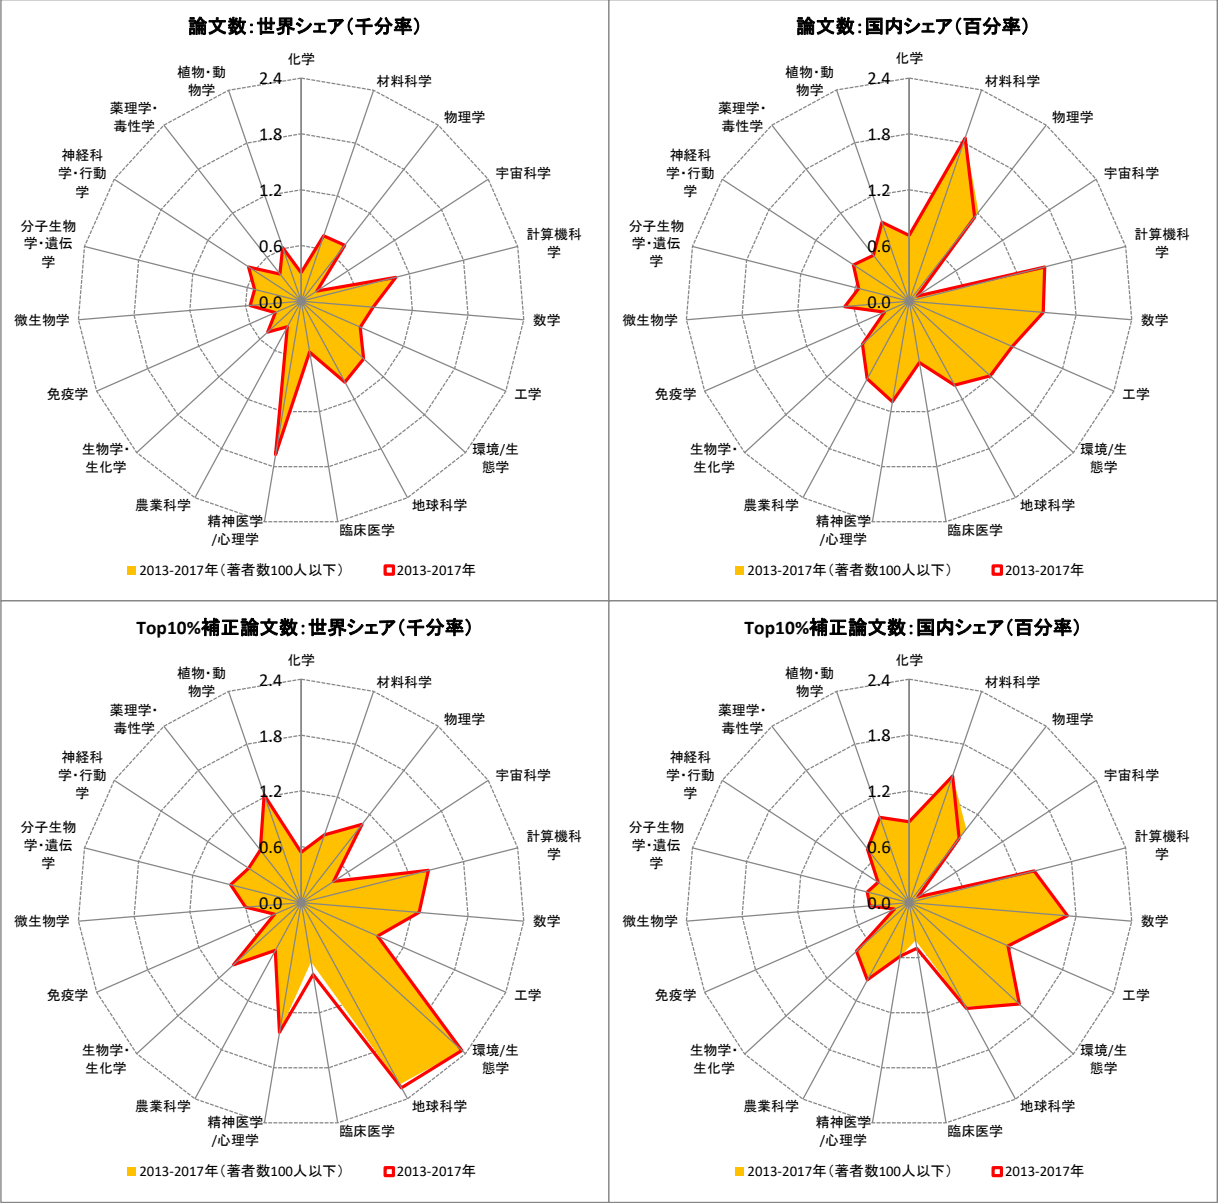 論文数：世界シェア（千分率）
化学
材料科学
物理学
宇宙科学
計算機科
学
数学
工学
環境/生
態学
地球科学
臨床医学
精神医学
/心理学
農業科学
生物学・
生化学
免疫学
微生物学
分子生物
学・遺伝
学
神経科
学・行動
学
薬理学・
毒性学
植物・動
物学
2.4
1.8
1.2
0.6
0.0
2013-2017年（著者数100人以下）
2013-2017年
論文数：国内シェア（百分率）
化学
材料科学
物理学
宇宙科学
計算機科
学
数学
工学
環境/生
態学
地球科学
臨床医学
精神医学
/心理学
農業科学
生物学・
生化学
免疫学
微生物学
分子生物
学・遺伝
学
神経科
学・行動
学
薬理学・
毒性学
植物・動
物学
2.4
1.8
1.2
0.6
0.0
2013-2017年（著者数100人以下）
2013-2017年
Top10%補正論文数：世界シェア（千分率）
化学
材料科学
物理学
宇宙科学
計算機科
学
数学
工学
環境/生
態学
地球科学
臨床医学
精神医学
/心理学
農業科学
生物学・
生化学
免疫学
微生物学
分子生物
学・遺伝
学
神経科
学・行動
学
薬理学・
毒性学
植物・動
物学
2.4
1.8
1.2
0.6
0.0
2013-2017年（著者数100人以下）
2013-2017年
Top10%補正論文数：国内シェア（百分率）
化学
材料科学
物理学
宇宙科学
計算機科
学
数学
工学
環境/生
態学
地球科学
臨床医学
精神医学
/心理学
農業科学
生物学・
生化学
免疫学
微生物学
分子生物
学・遺伝
学
神経科
学・行動
学
薬理学・
毒性学
植物・動
物学
2.4
1.8
1.2
0.6
0.0
2013-2017年（著者数100人以下）
2013-2017年